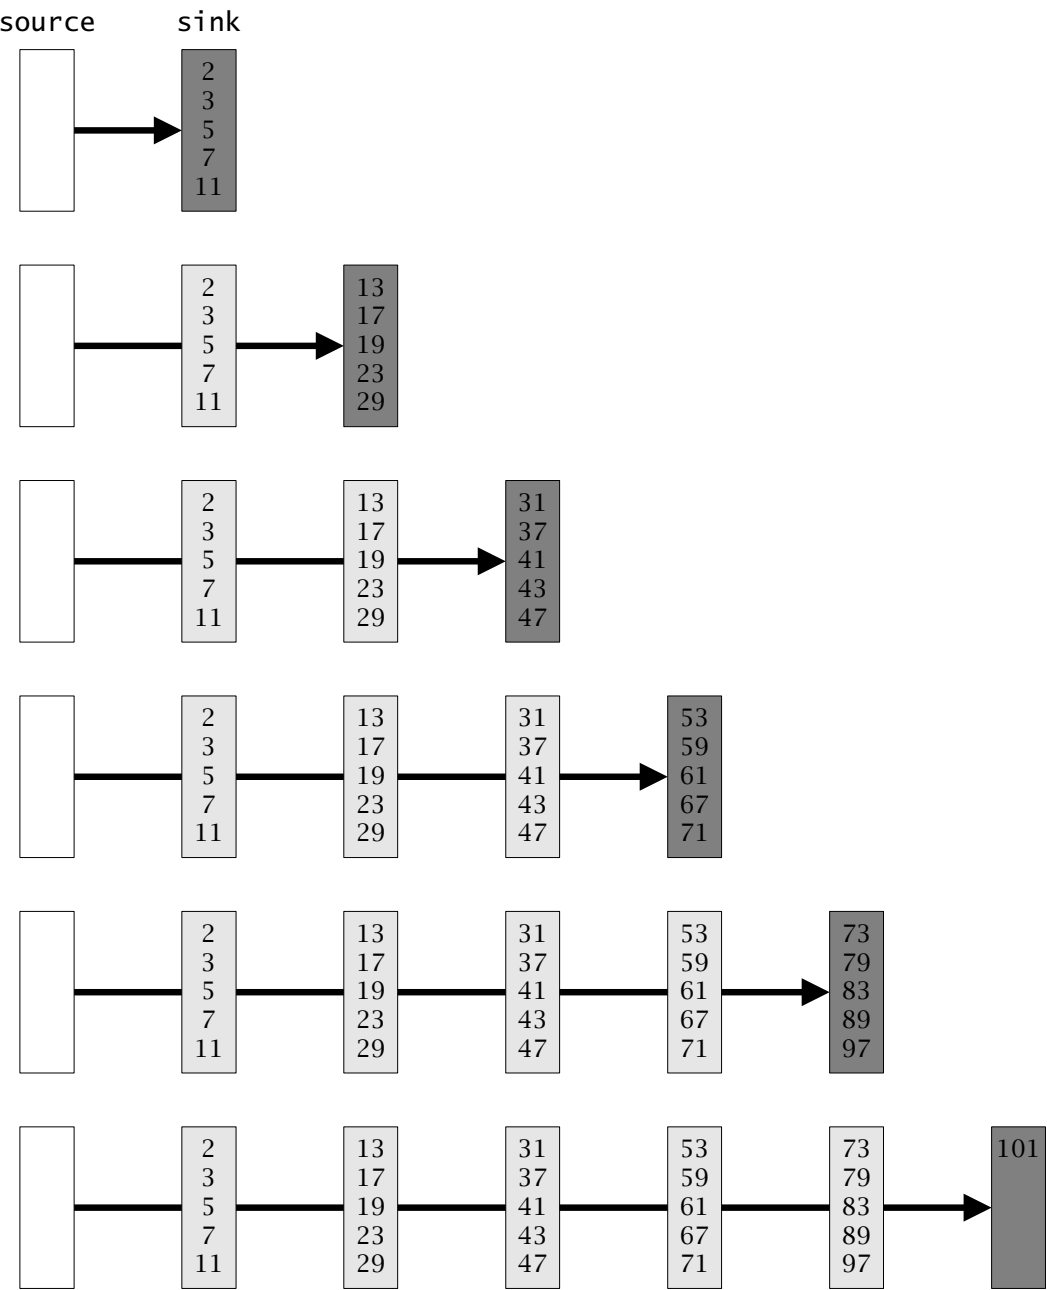 source sink
2
3
5
7
11
2 13
3 17
5 19
7 23
11 29
2 13 31
3 17 37
5 19 41
7 23 43
11 29 47
2 13 31 53
3 17 37 59
5 19 41 61
7 23 43 67
11 29 47 71
2 13 31 53 73
3 17 37 59 79
5 19 41 61 83
7 23 43 67 89
11 29 47 71 97
2 13 31 53 73 101
3 17 37 59 79
5 19 41 61 83
7 23 43 67 89
11 29 47 71 97